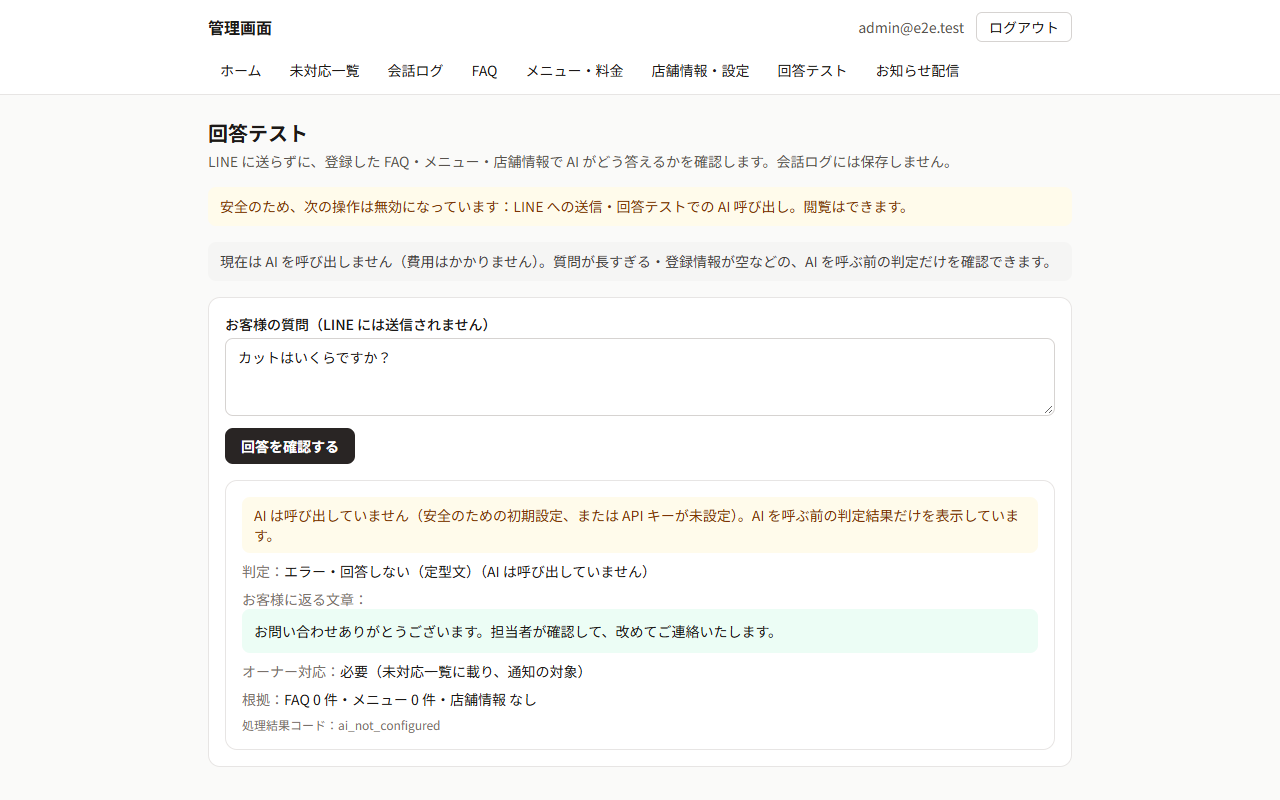 管理画面
admin@e2e.test
ログアウト
ホーム 未対応一覧 会話ログ FAQ メニュー・料金 店舗情報・設定 回答テスト お知らせ配信
回答テスト
LINE に送らずに、登録した FAQ・メニュー・店舗情報で AI がどう答えるかを確認します。会話ログには保存しません。
安全のため、次の操作は無効になっています：LINE への送信・回答テストでの AI 呼び出し。閲覧はできます。
現在は AI を呼び出しません（費用はかかりません）。質問が長すぎる・登録情報が空などの、AI を呼ぶ前の判定だけを確認できます。
お客様の質問（LINE には送信されません）
カットはいくらですか？
回答を確認する
AI は呼び出していません（安全のための初期設定、または API キーが未設定）。AI を呼ぶ前の判定結果だけを表示していま
す。
判定：エラー・回答しない（定型文）（AI は呼び出していません）
お客様に返る文章：
お問い合わせありがとうございます。担当者が確認して、改めてご連絡いたします。
オーナー対応：必要（未対応一覧に載り、通知の対象）
根拠：FAQ 0 件・メニュー 0 件・店舗情報 なし
処理結果コード：ai_not_configured